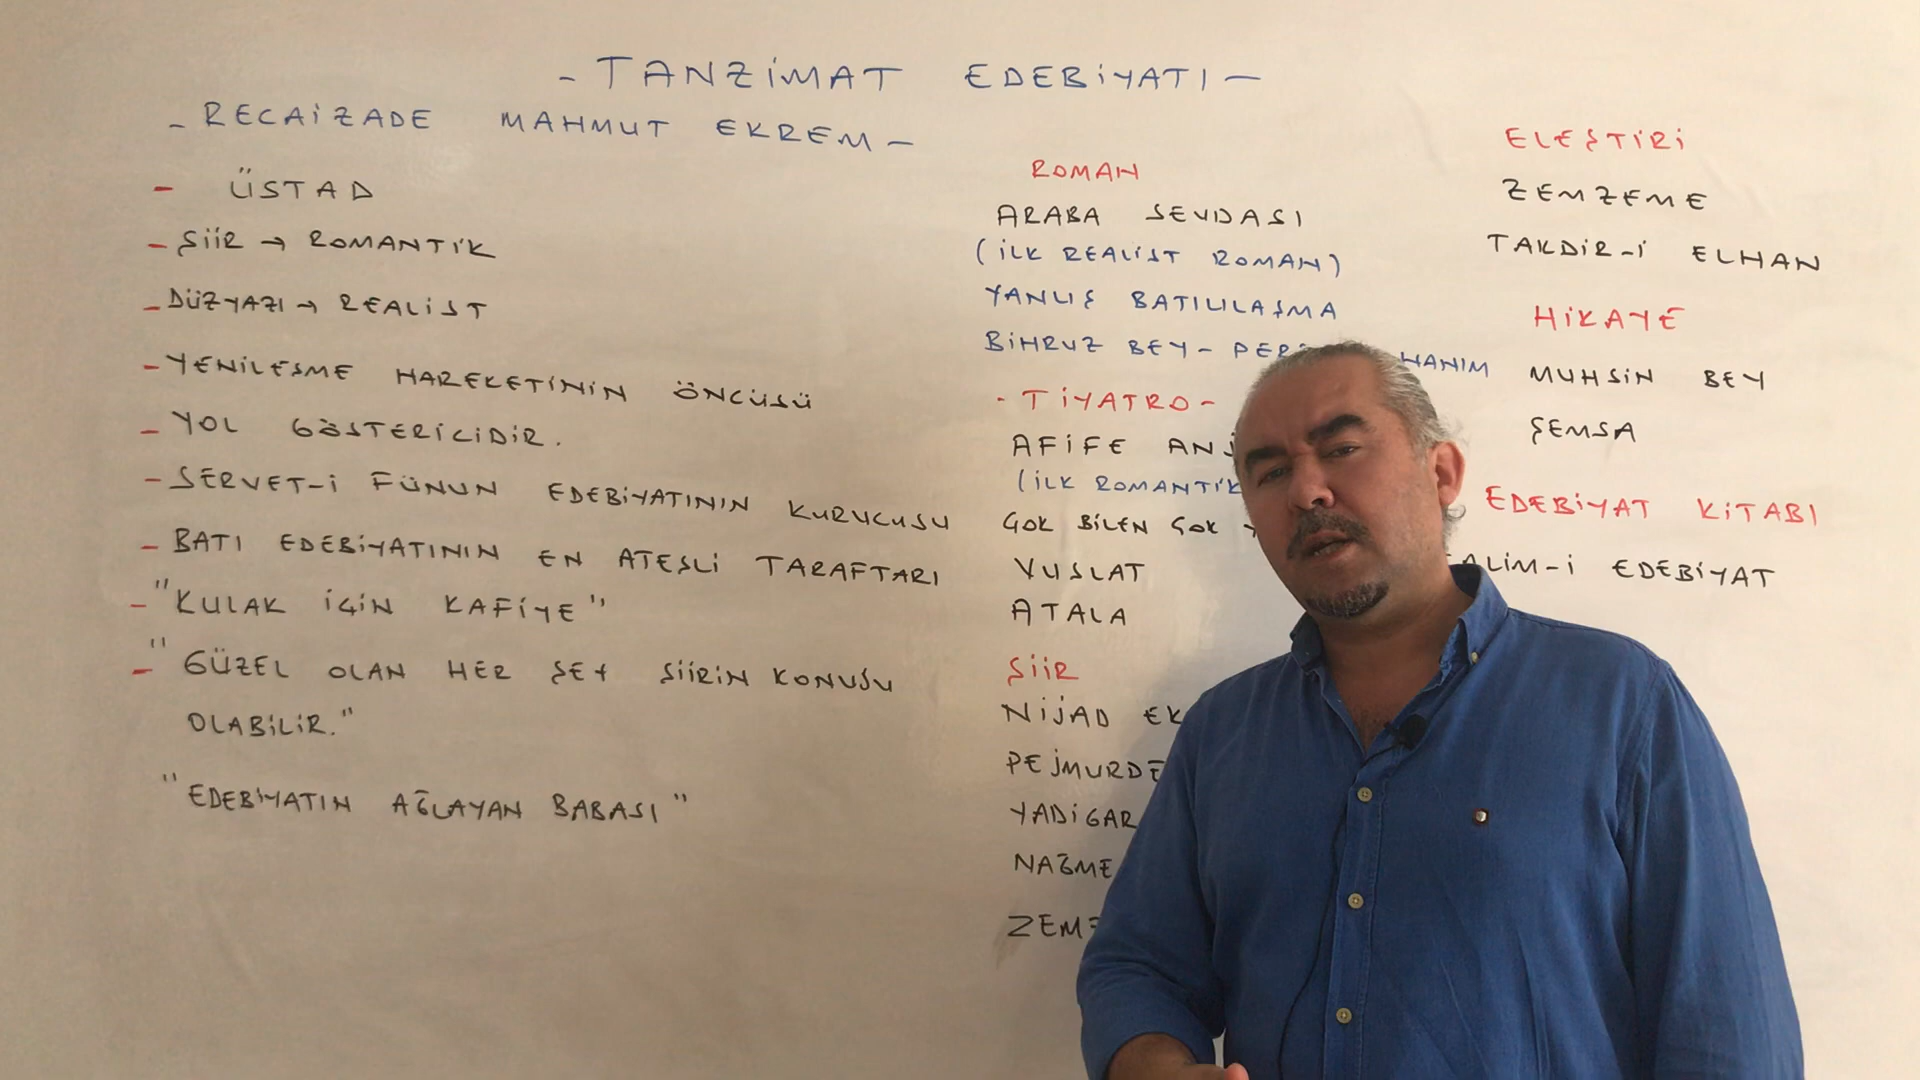 - TANZİMAT EDEBİYATI -
- RECAİZADE MAHMUT EKREM -
- ÜSTAD
- ŞİİR → ROMANTİK
- DÜZYAZI → REALİST
- YENİLEŞME HAREKETİNİN ÖNCÜSÜ
- YOL GÖSTERİCİDİR.
- SERVET-İ FÜNUN EDEBİYATININ KURUCUSU
- BATI EDEBİYATININ EN ATEŞLİ TARAFTARI
- "KULAK İÇİN KAFİYE"
- "GÜZEL OLAN HER ŞEY ŞİİRİN KONUSU
OLABİLİR."
"EDEBİYATIN AĞLAYAN BABASI"
ROMAN
ARABA SEVDASI
(İLK REALİST ROMAN)
YANLIŞ BATILILAŞMA
BİHRUZ BEY - HANIM
- TİYATRO -
AFİFE
(İLK ROMANTİK
ÇOK BİLEN ÇOK
VUSLAT
ATALA
ŞİİR
NİJAD
PEJMURDE
YADİGAR
NAĞME
ELEŞTİRİ
ZEMZEME
TAKDİR-İ ELHAN
HİKAYE
MUHSİN BEY
ŞEMSA
EDEBİYAT KİTABI
EDEBİYAT